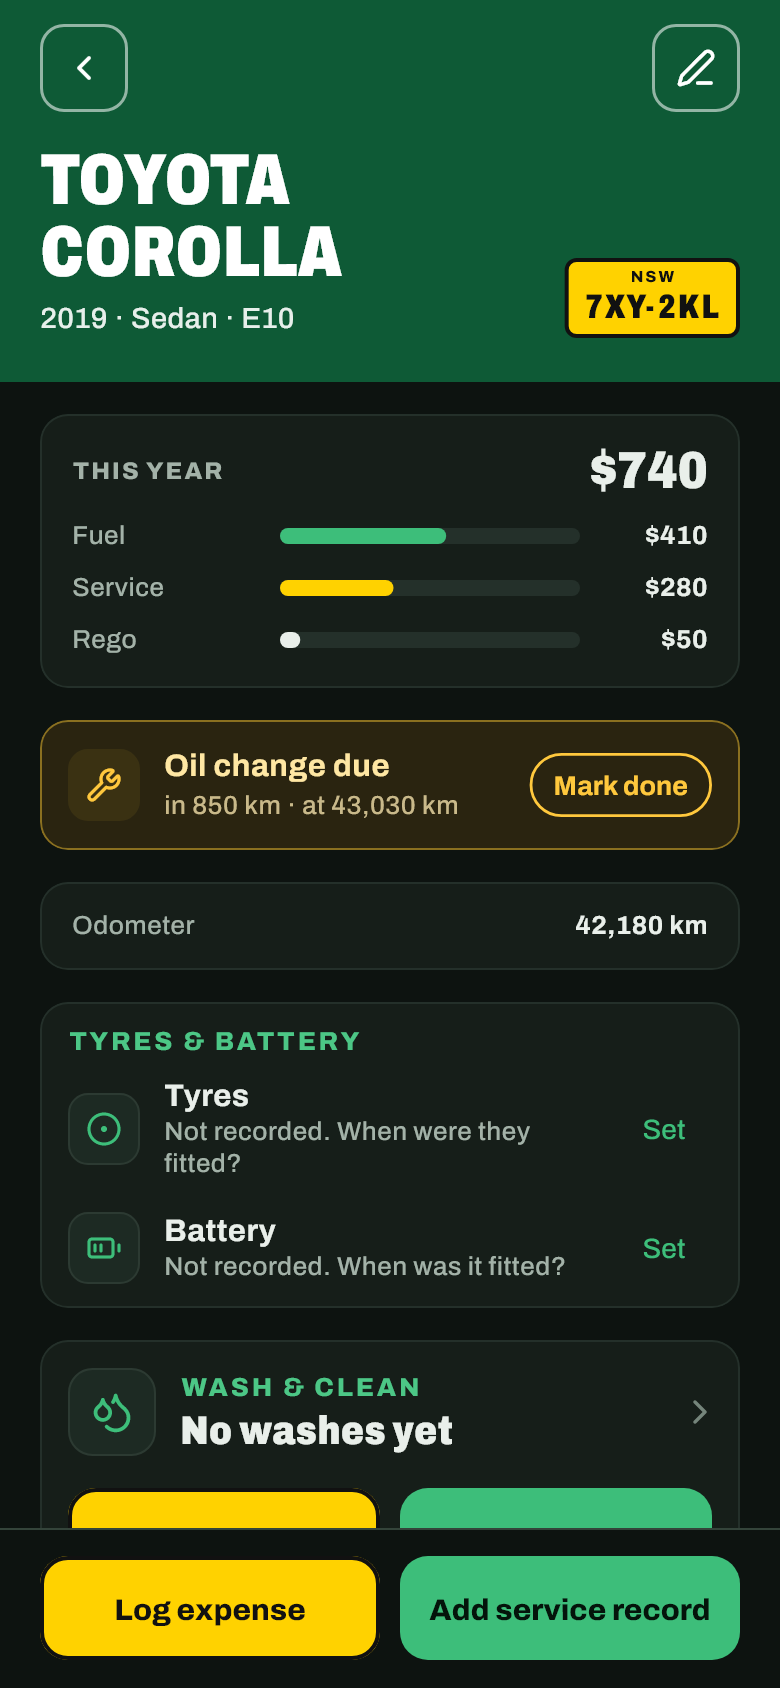 TOYOTA
COROLLA
2019 · Sedan · E10
NSW
7XY-2KL
THIS YEAR
$740
Fuel
$410
Service
$280
Rego
$50
Oil change due
in 850 km · at 43,030 km
Mark done
Odometer
42,180 km
TYRES & BATTERY
Tyres
Not recorded. When were they
fitted?
Set
Battery
Not recorded. When was it fitted?
Set
WASH & CLEAN
No washes yet
Log expense
Add service record